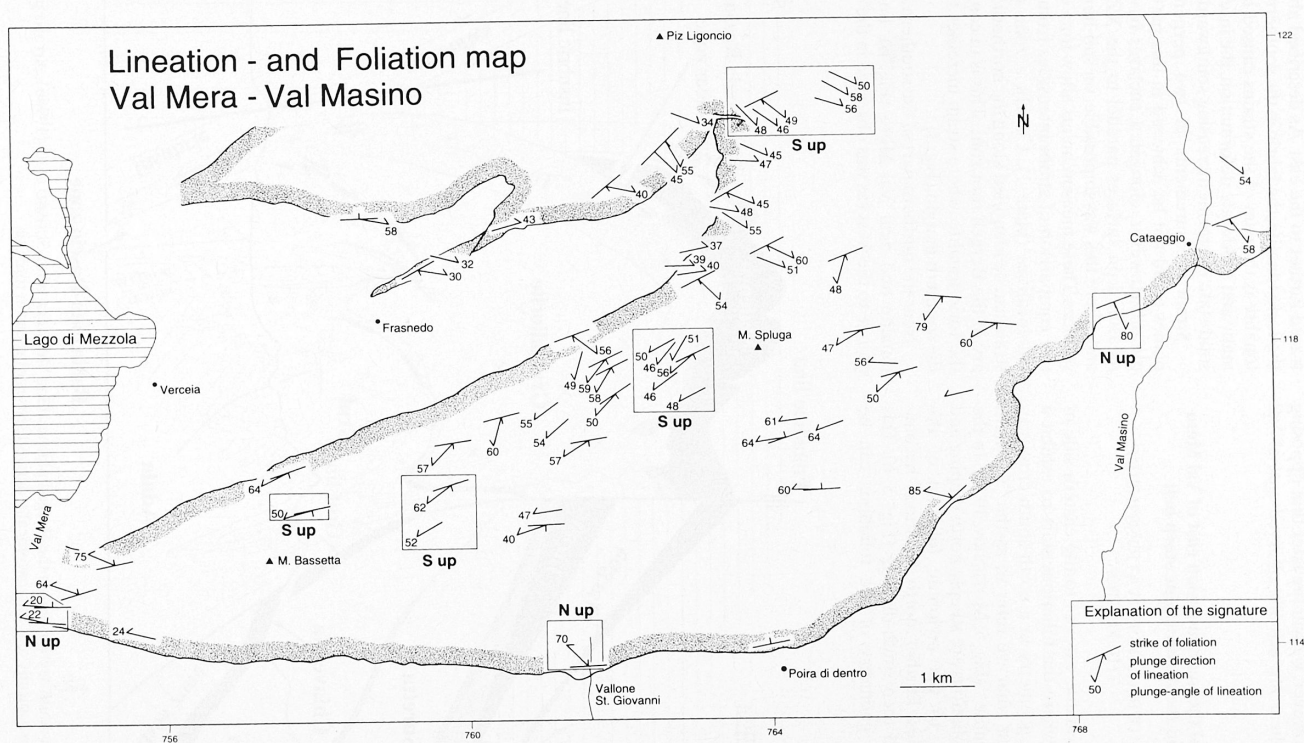 Lineation - and Foliation map
Val Mera - Val Masino
▲ Piz Ligoncio
122
N
50
58
56
49
48
46
S up
34
45
47
55
45
40
45
48
55
54
58
Cataeggio
43
58
32
30
37
39
40
60
51
54
48
Frasnedo
Lago di Mezzola
Verceia
M. Spluga
79
60
47
56
50
80
N up
118
56
49
59
58
50
50
51
46
56
46
48
S up
55
54
60
57
57
61
64
64
60
85
Val Masino
64
50
S up
62
52
S up
47
40
Val Mera
75
▲ M. Bassetta
64
20
22
N up
24
N up
70
Vallone
St. Giovanni
Poira di dentro
1 km
Explanation of the signature
strike of foliation
plunge direction
of lineation
50 plunge-angle of lineation
114
756
760
764
768